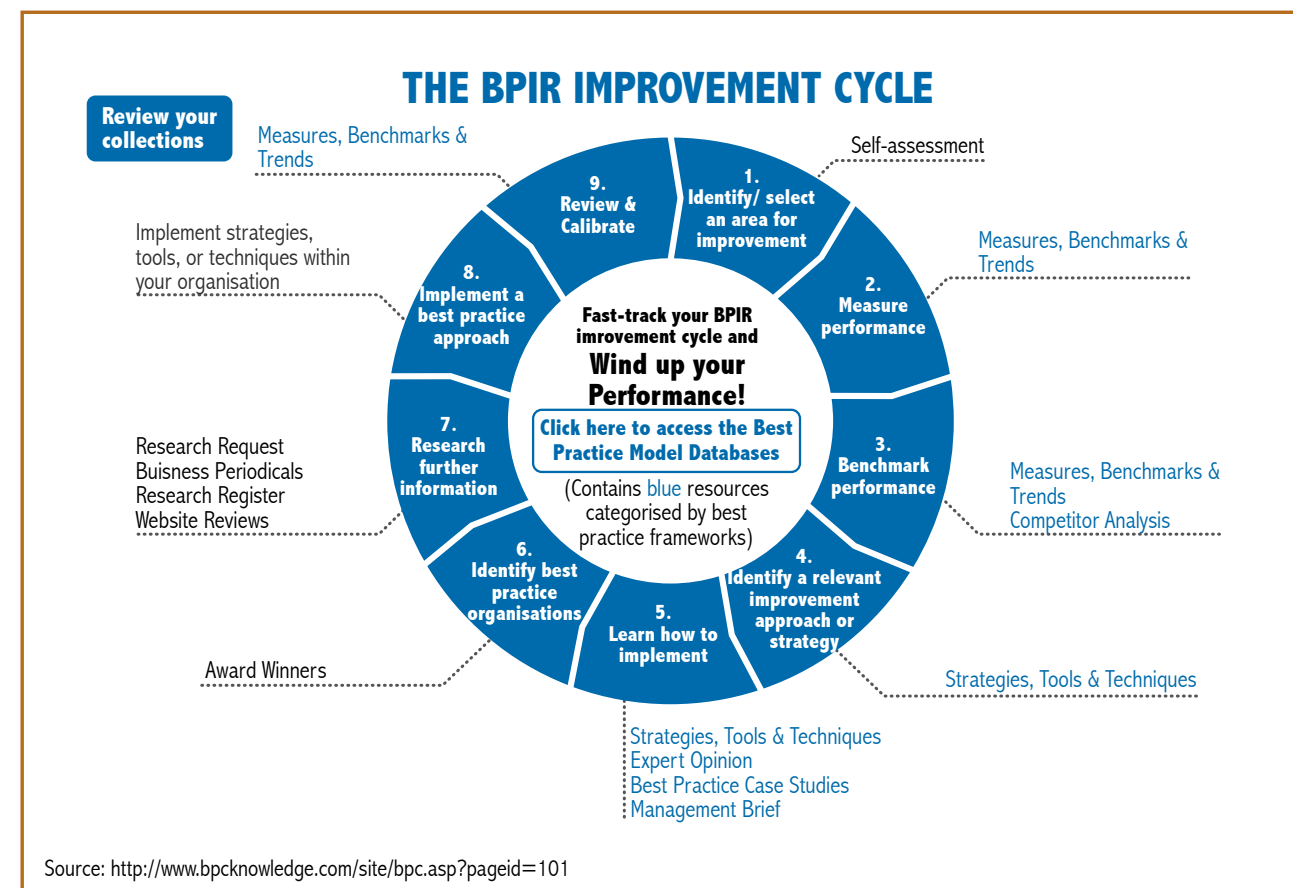 THE BPIR IMPROVEMENT CYCLE
Review your
collections
Measures, Benchmarks &
Trends
Self-assessment
9.
Review &
Calibrate
1.
Identify/ select
an area for
improvement
Implement strategies,
tools, or techniques within
your organisation
Measures, Benchmarks &
Trends
8.
Implement a
best practice
approach
2.
Measure
performance
Fast-track your BPIR
imrovement cycle and
Wind up your
Performance!
Click here to access the Best
Practice Model Databases
(Contains blue resources
categorised by best
practice frameworks)
7.
Research
further
information
3.
Benchmark
performance
Research Request
Buisness Periodicals
Research Register
Website Reviews
Measures, Benchmarks &
Trends
Competitor Analysis
6.
Identify best
practice
organisations
4.
Identify a relevant
improvement
approach or
strategy
5.
Learn how to
implement
Award Winners
Strategies, Tools & Techniques
Strategies, Tools & Techniques
Expert Opinion
Best Practice Case Studies
Management Brief
Source: http://www.bpcknowledge.com/site/bpc.asp?pageid=101